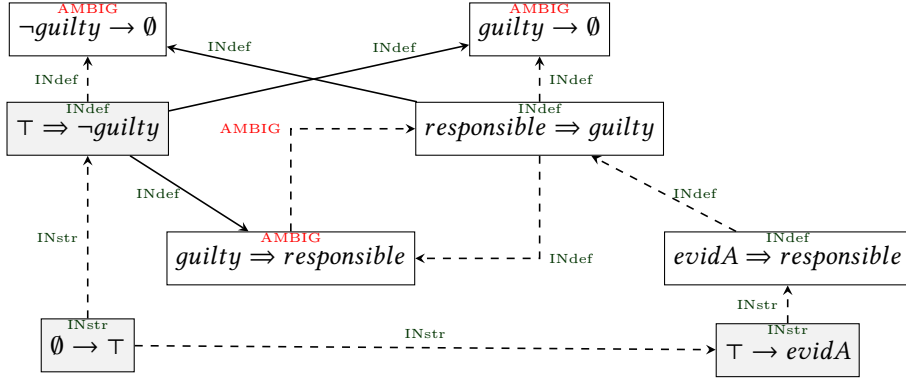 AMBIG
¬guilty → ∅
AMBIG
guilty → ∅
INdef
INdef
INdef
INdef
INdef
⊤ ⇒ ¬guilty
INdef
responsible ⇒ guilty
AMBIG
INdef
INdef
INstr
AMBIG
guilty ⇒ responsible
INdef
INdef
evidA ⇒ responsible
INstr
INstr
∅ → ⊤
INstr
INstr
⊤ → evidA